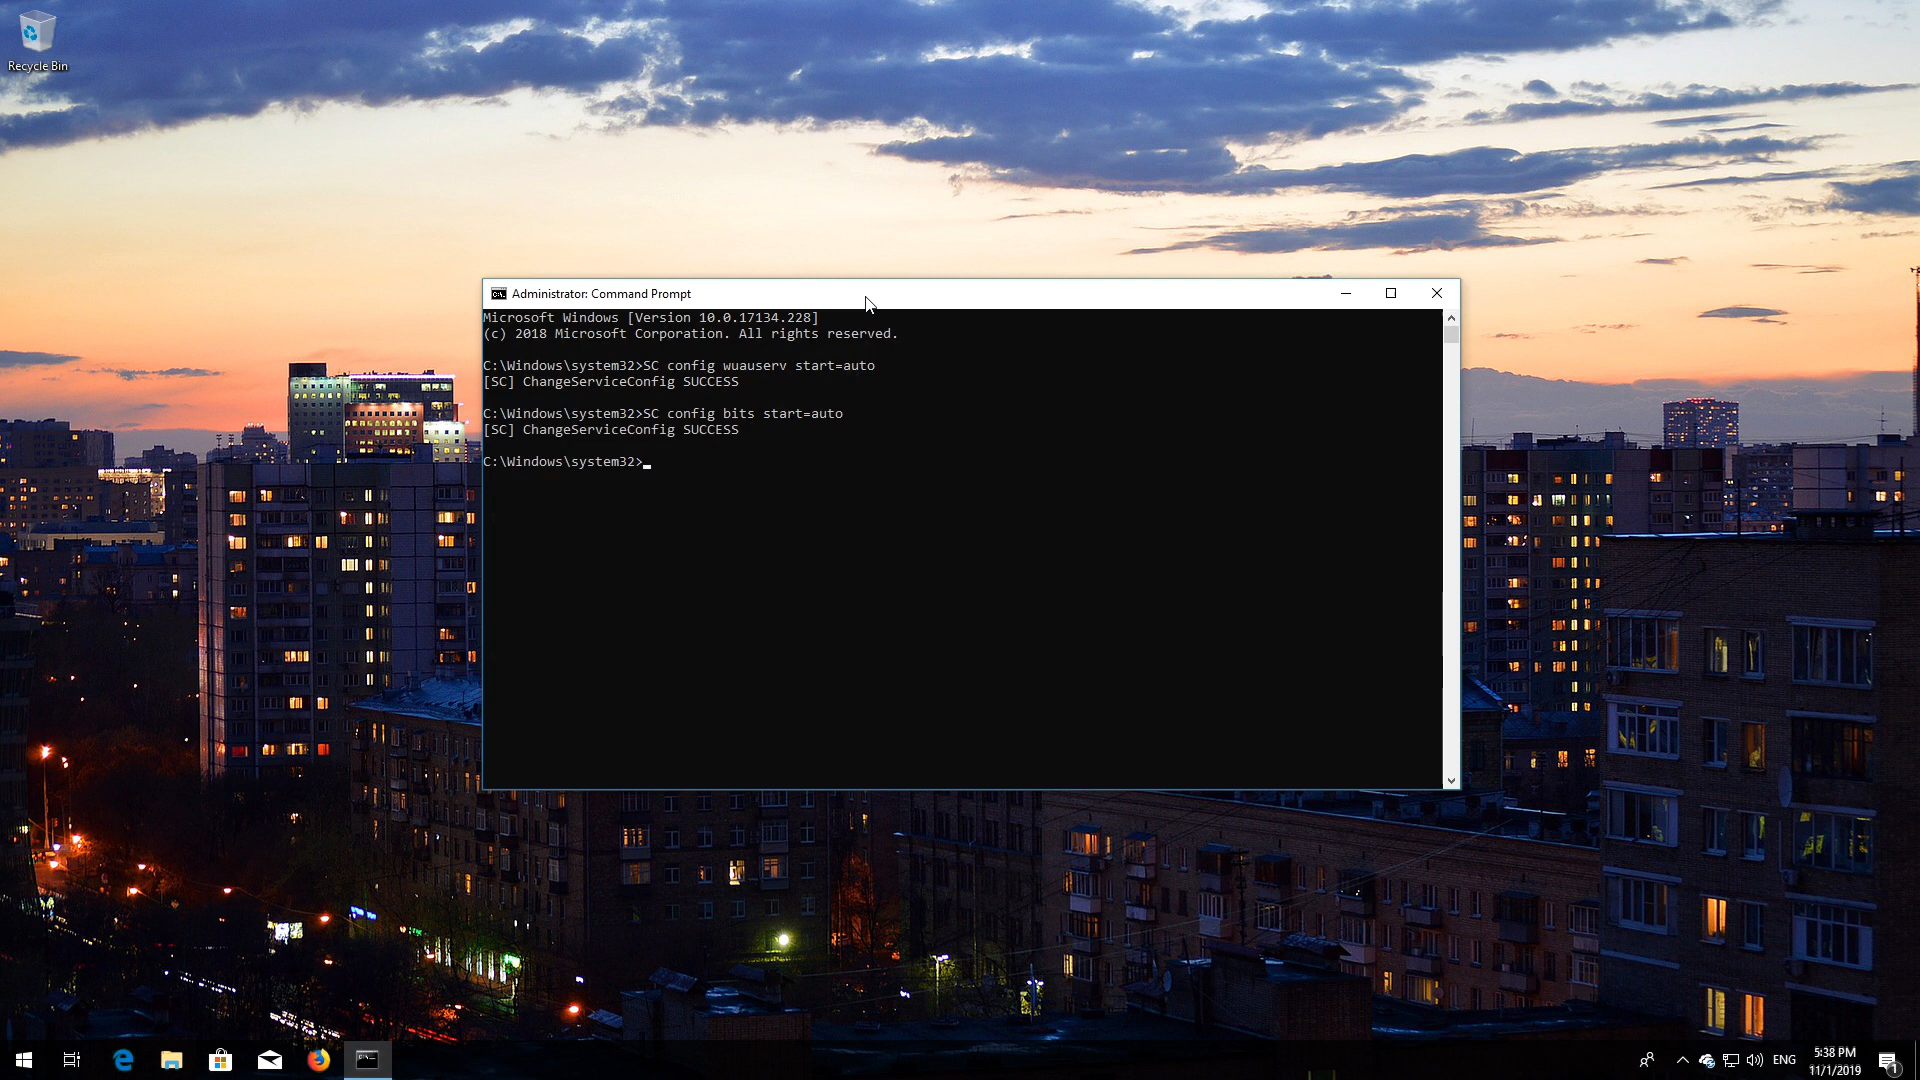 Recycle Bin
Administrator: Command Prompt
Microsoft Windows [Version 10.0.17134.228]
(c) 2018 Microsoft Corporation. All rights reserved.
C:\Windows\system32>SC config wuauserv start=auto
[SC] ChangeServiceConfig SUCCESS
C:\Windows\system32>SC config bits start=auto
[SC] ChangeServiceConfig SUCCESS
C:\Windows\system32>
ENG
5:38 PM
11/1/2019
1